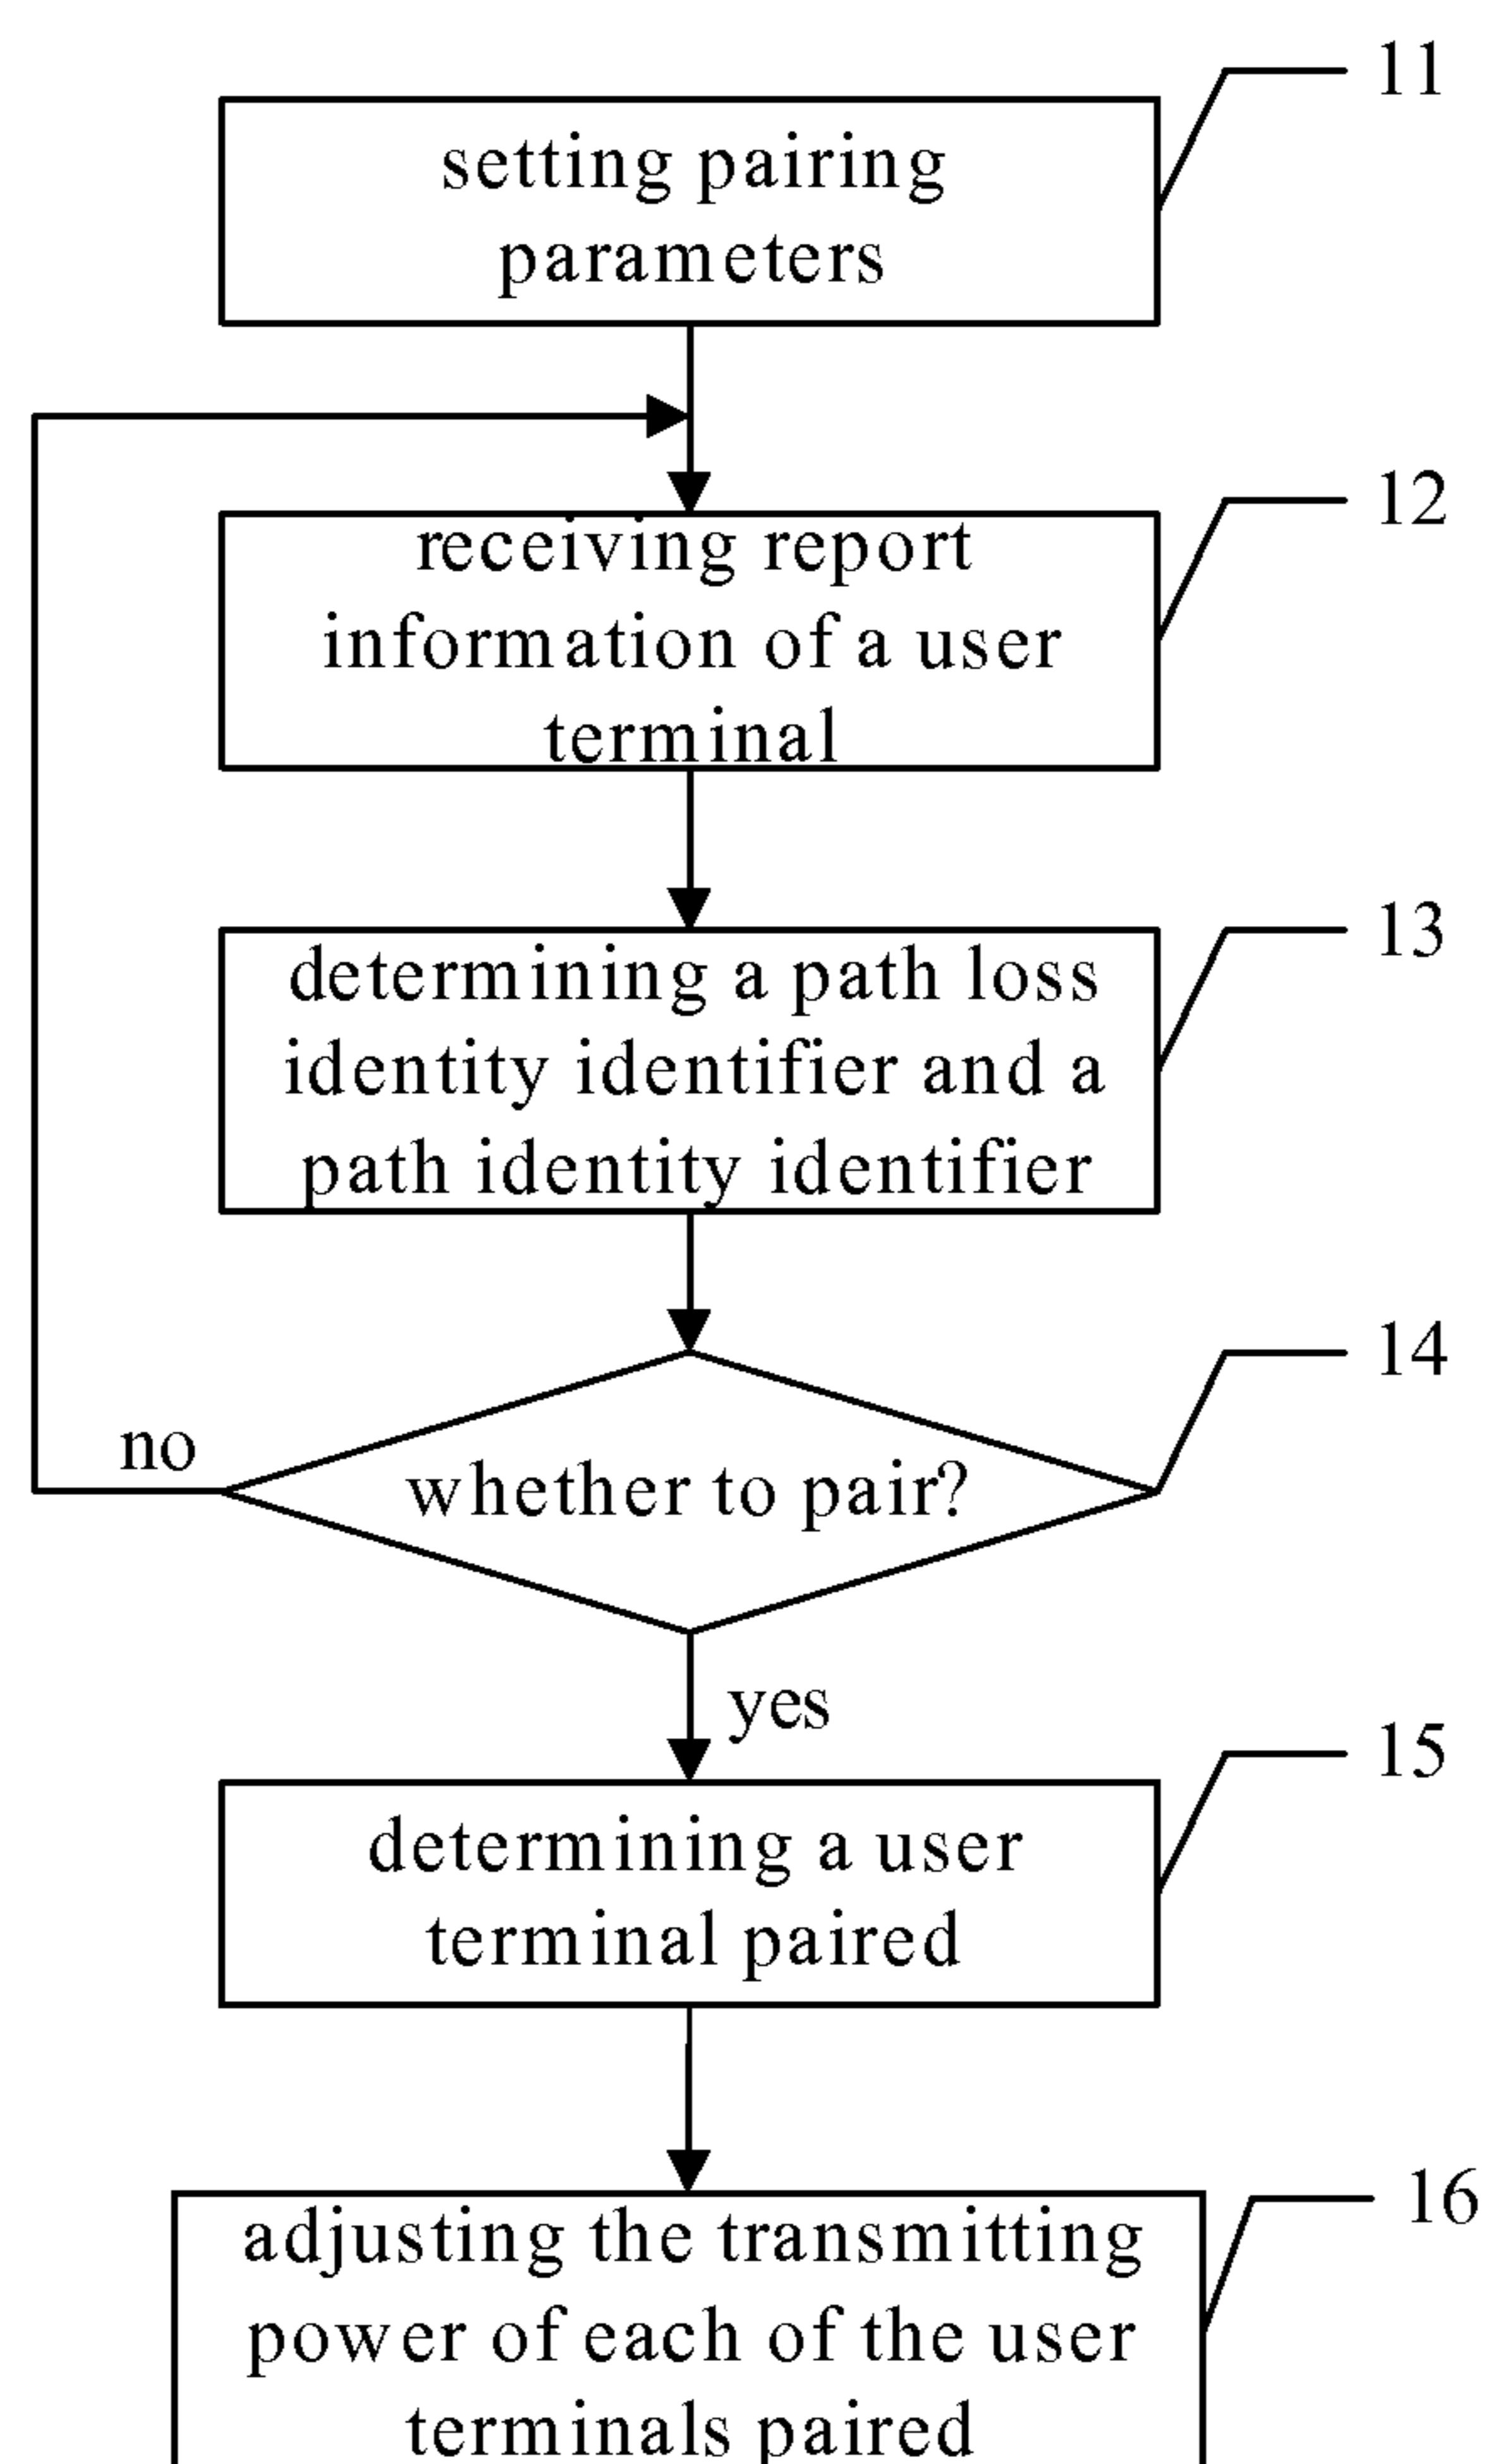 11
setting pairing
parameters
12
receiving report
information of a user
terminal
13
determining a path loss
identity identifier and a
path identity identifier
14
no
whether to pair?
yes
15
determining a user
terminal paired
16
adjusting the transmitting
power of each of the user
terminals paired